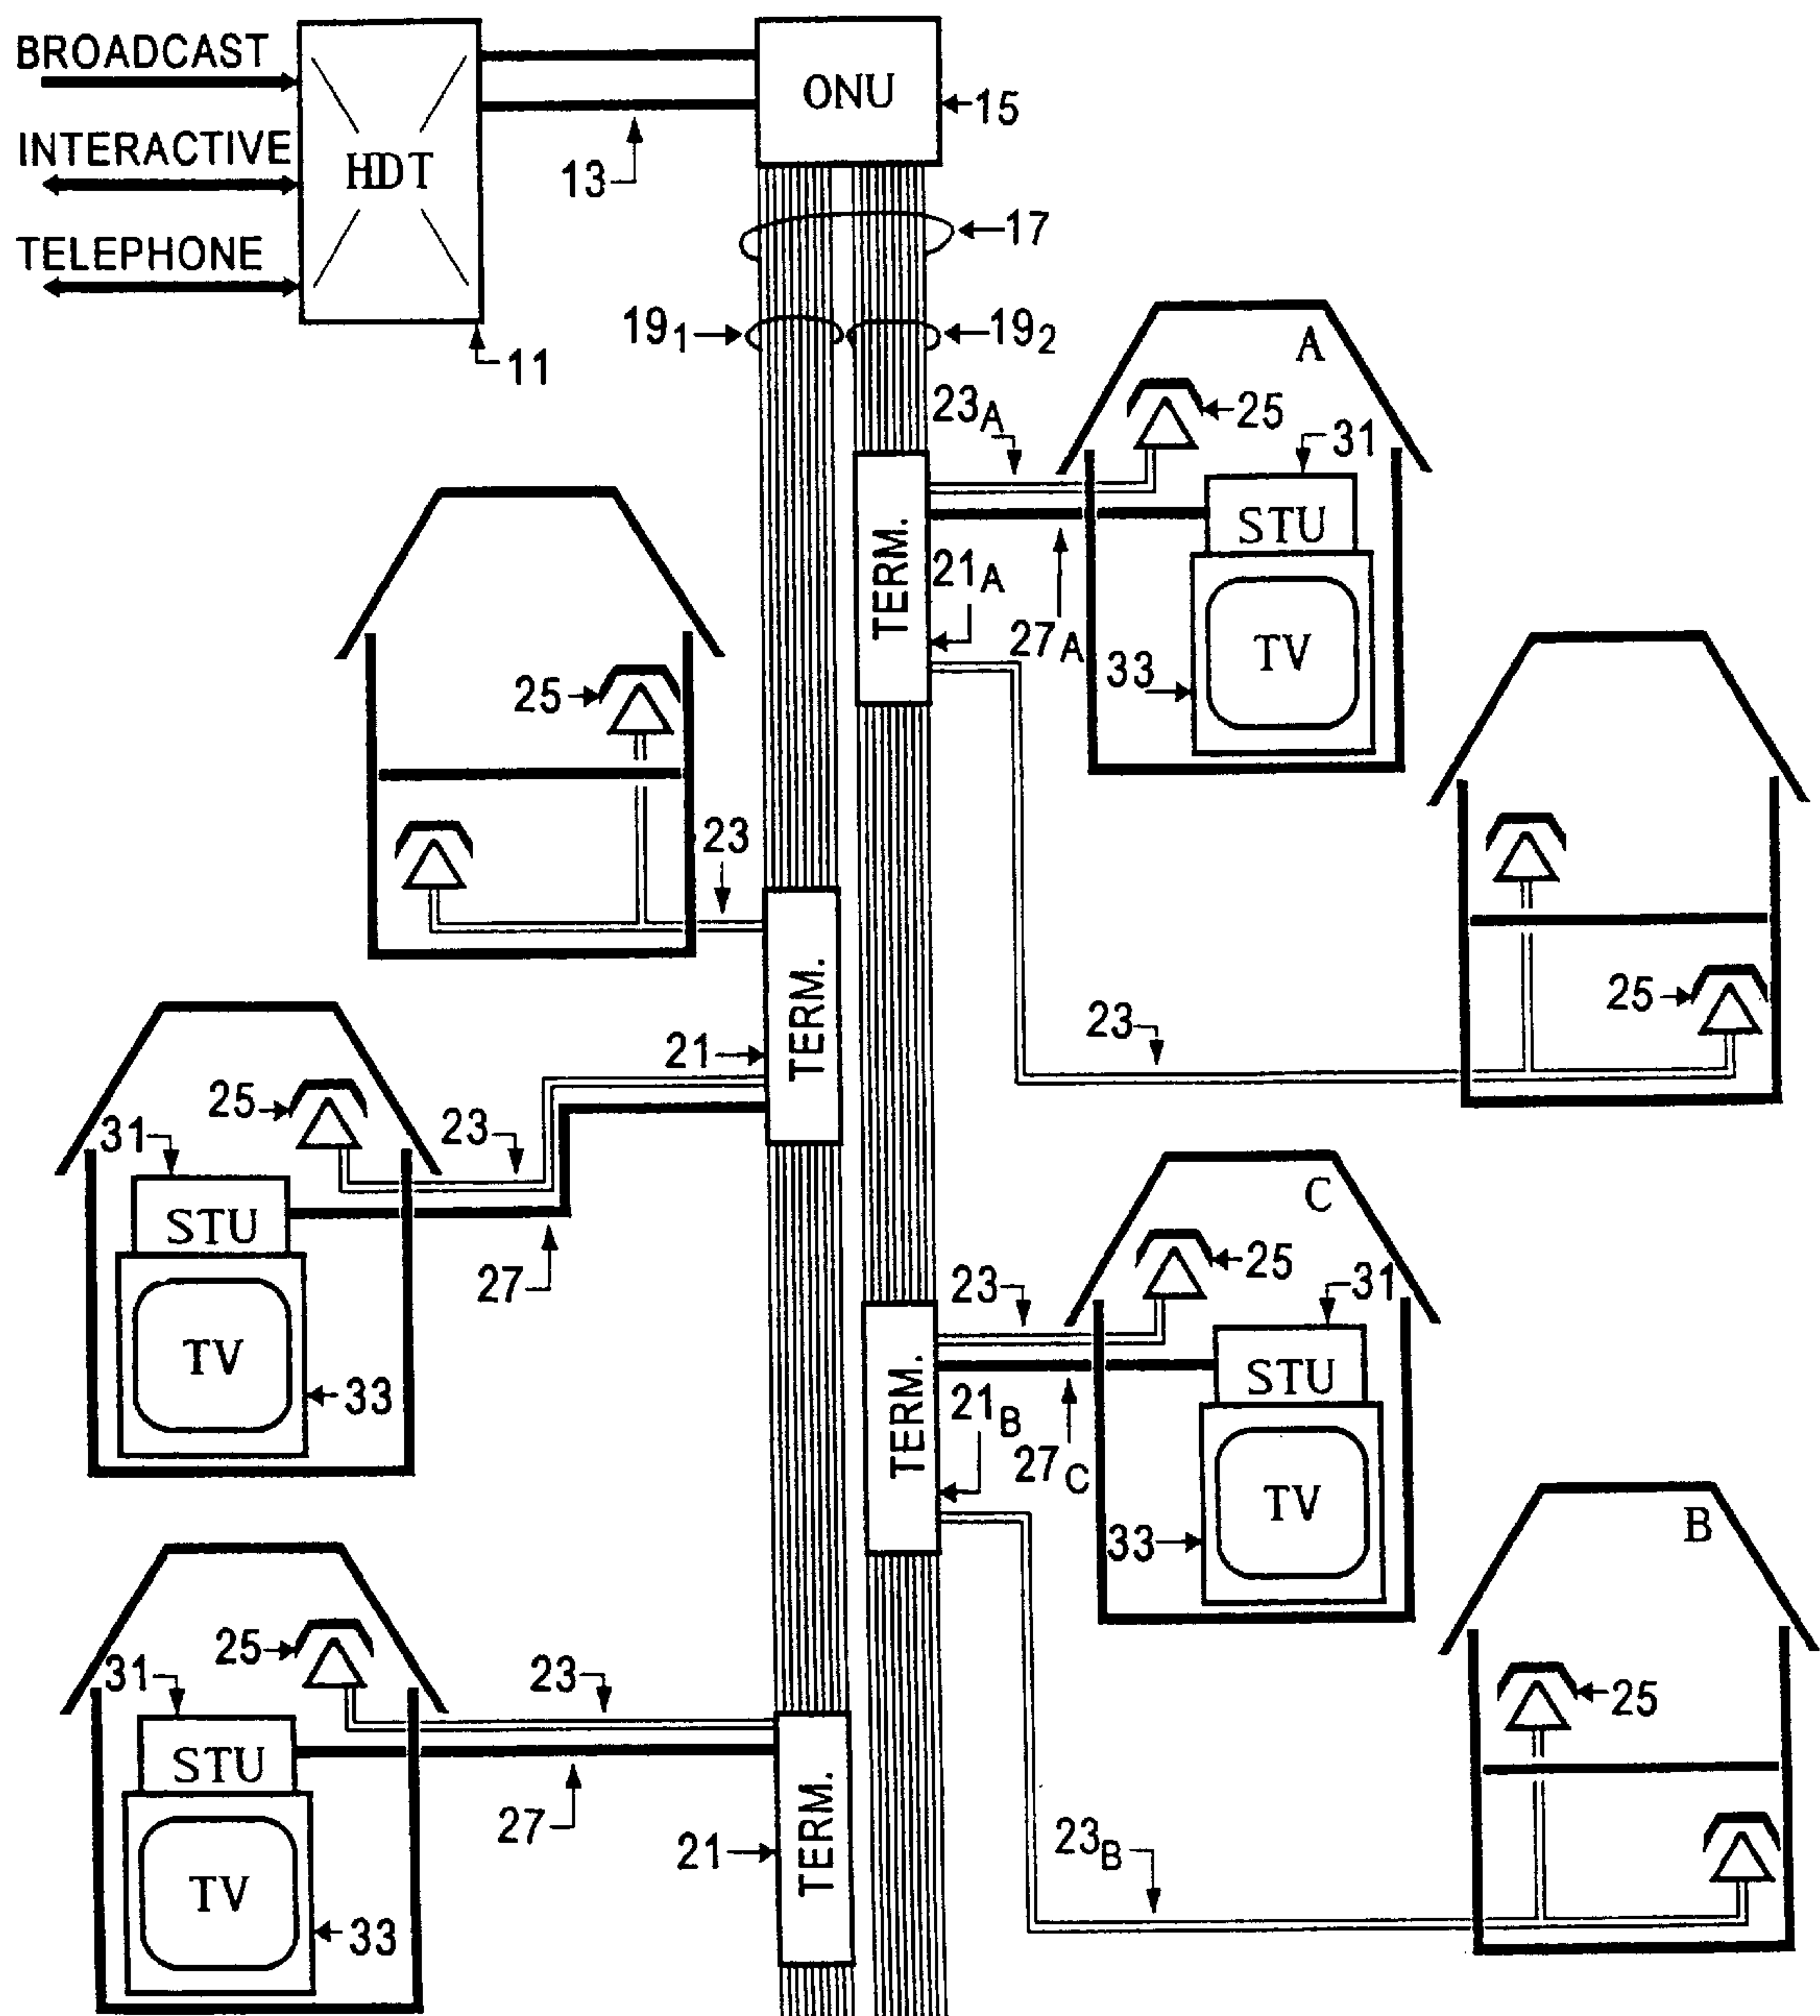 BROADCAST
INTERACTIVE
TELEPHONE
HDT
11
13
ONU
15
17
19₁
19₂
A
23A
25
31
STU
TERM.
21A
27A
33
TV
25
23
25
23
TERM.
21
25
31
23
STU
27
TV
33
C
25
23
31
STU
TERM.
21B
27C
33
TV
B
25
23B
25
31
23
STU
27
TERM.
21
TV
33